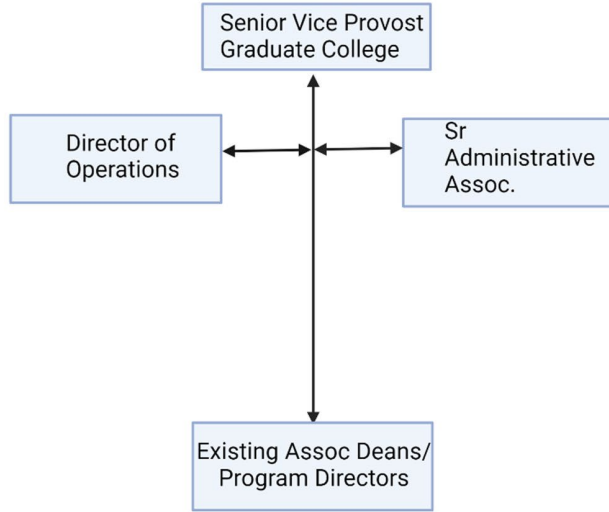 Senior Vice Provost
Graduate College
Director of
Operations
Sr
Administrative
Assoc.
Existing Assoc Deans/
Program Directors